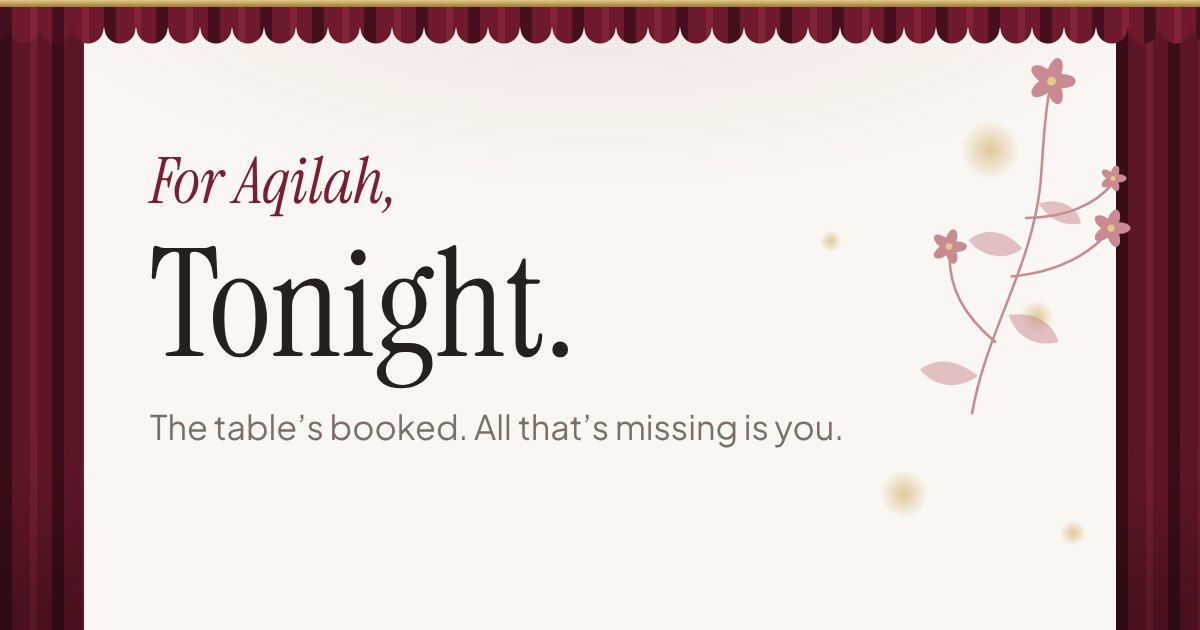 For Aqilah,
Tonight.
The table’s booked. All that’s missing is you.